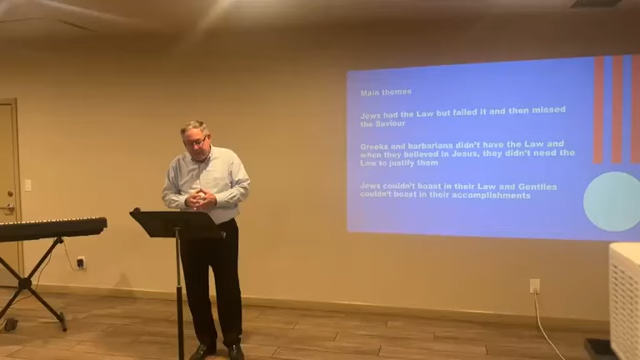 Main themes
Jews had the Law but failed it and then missed
the Saviour
Greeks and barbarians didn't have the Law and
when they believed in Jesus, they didn't need the
Law to justify them
Jews couldn't boast in their Law and Gentiles
couldn't boast in their accomplishments